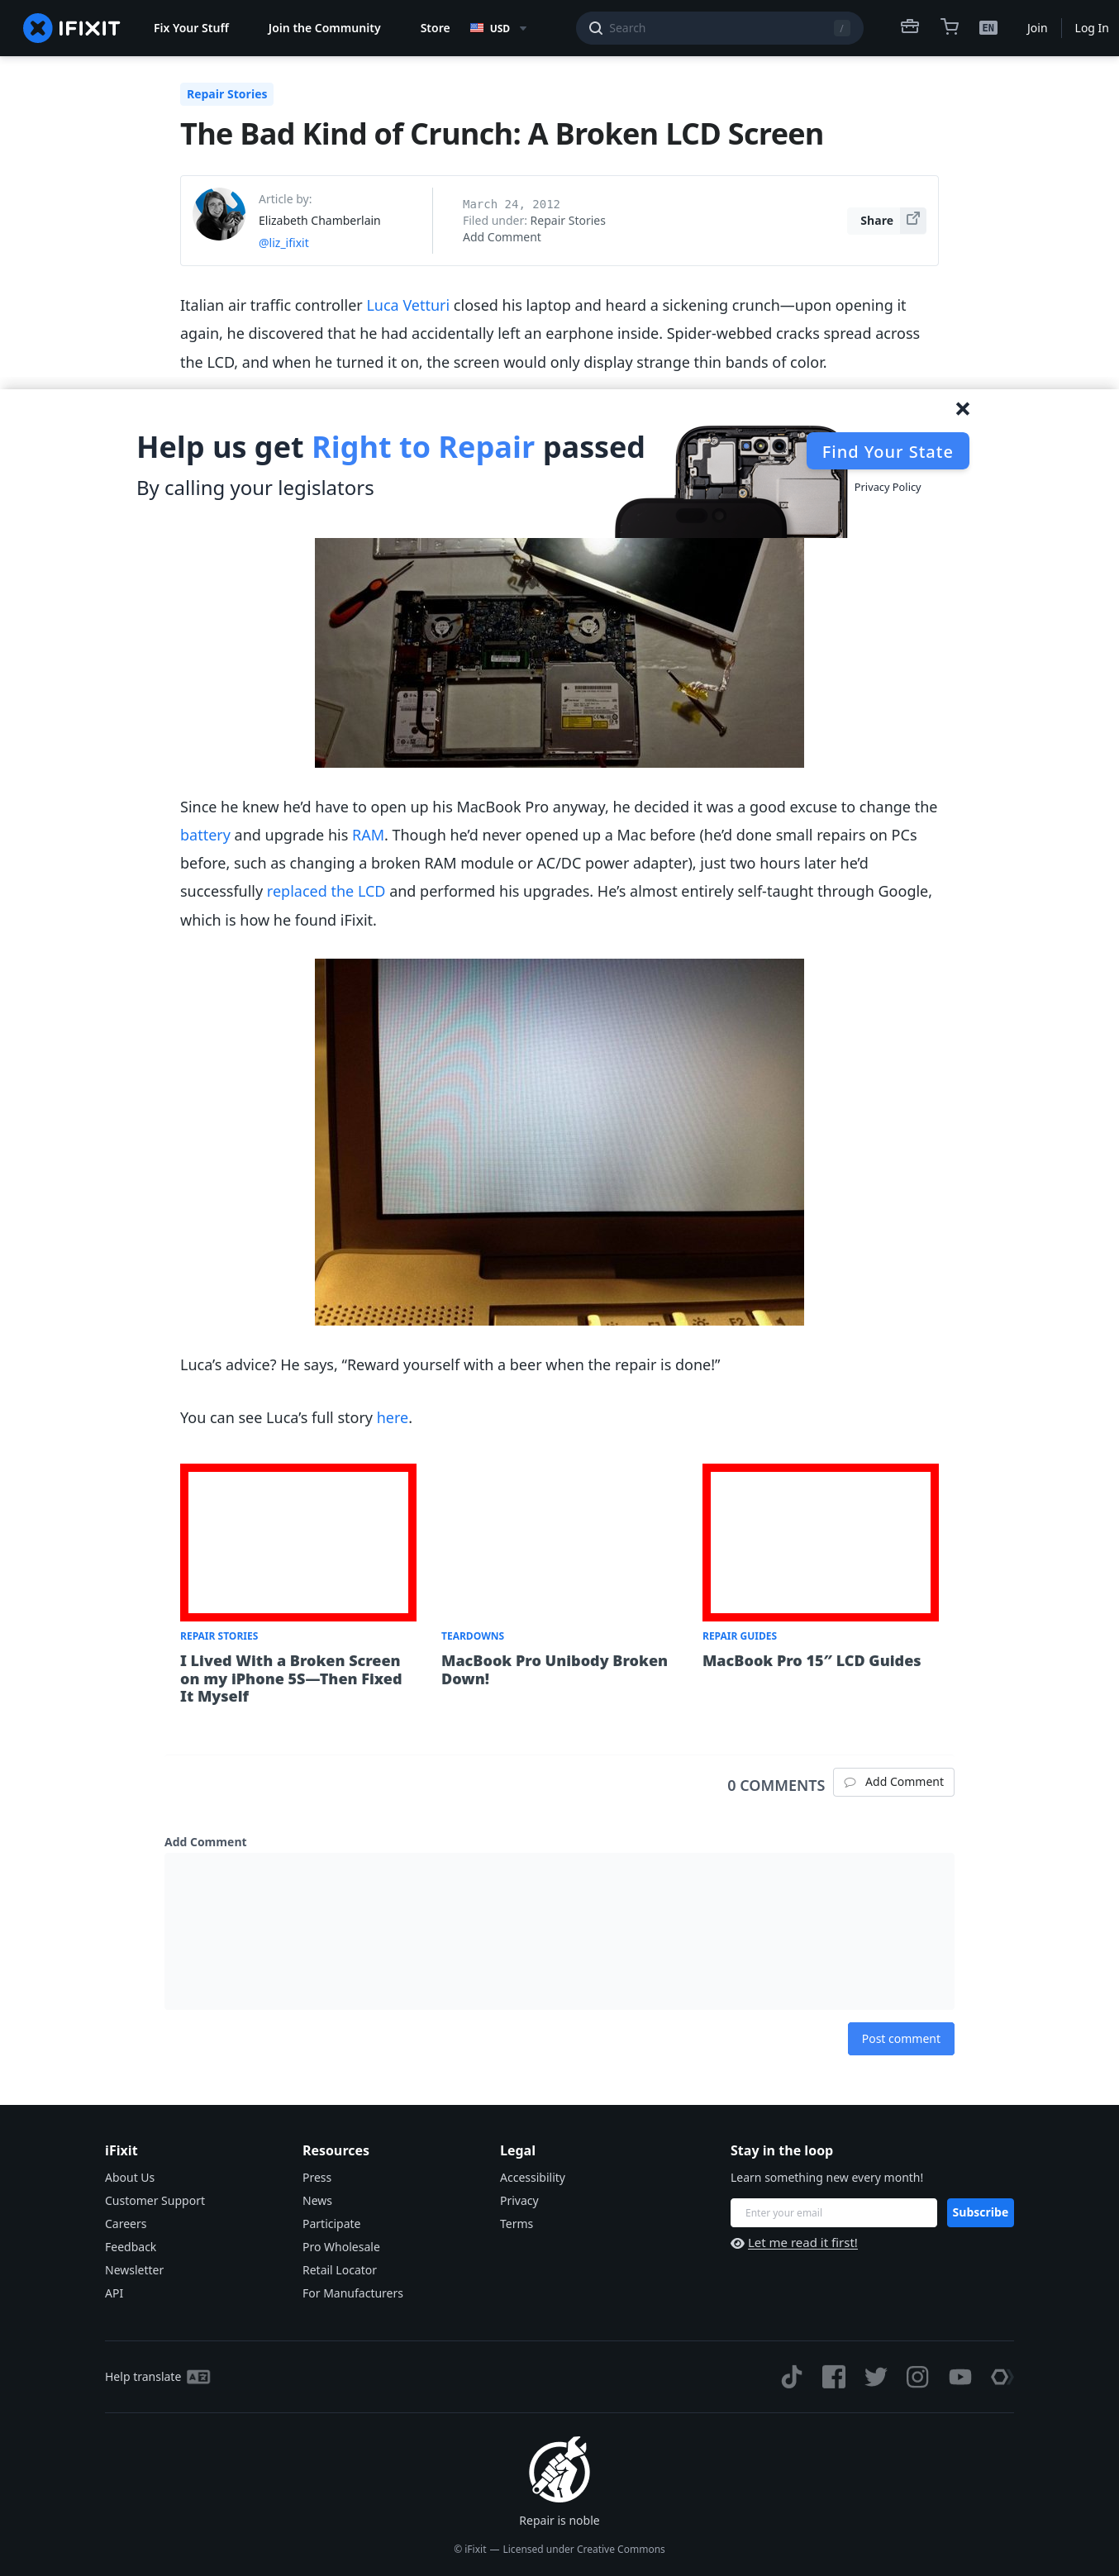 IFIXIT
Fix Your Stuff
Join the Community
Store
USD
Search
/
EN
Join
Log In
Repair Stories
The Bad Kind of Crunch: A Broken LCD Screen
Article by:
Elizabeth Chamberlain
@liz_ifixit
March 24, 2012
Filed under: Repair Stories
Add Comment
Share
Italian air traffic controller Luca Vetturi closed his laptop and heard a sickening crunch—upon opening it
again, he discovered that he had accidentally left an earphone inside. Spider-webbed cracks spread across
the LCD, and when he turned it on, the screen would only display strange thin bands of color.
Help us get Right to Repair passed
By calling your legislators
Find Your State
Privacy Policy
Since he knew he’d have to open up his MacBook Pro anyway, he decided it was a good excuse to change the
battery and upgrade his RAM. Though he’d never opened up a Mac before (he’d done small repairs on PCs
before, such as changing a broken RAM module or AC/DC power adapter), just two hours later he’d
successfully replaced the LCD and performed his upgrades. He’s almost entirely self-taught through Google,
which is how he found iFixit.
F2
Luca’s advice? He says, “Reward yourself with a beer when the repair is done!”
You can see Luca’s full story here.
REPAIR STORIES
I Lived With a Broken Screen
on my iPhone 5S—Then Fixed
It Myself
TEARDOWNS
MacBook Pro Unibody Broken
Down!
REPAIR GUIDES
MacBook Pro 15″ LCD Guides
0 COMMENTS
Add Comment
Add Comment
Post comment
iFixit
About Us
Customer Support
Careers
Feedback
Newsletter
API
Resources
Press
News
Participate
Pro Wholesale
Retail Locator
For Manufacturers
Legal
Accessibility
Privacy
Terms
Stay in the loop
Learn something new every month!
Enter your email
Subscribe
Let me read it first!
Help translate
Repair is noble
© iFixit — Licensed under Creative Commons